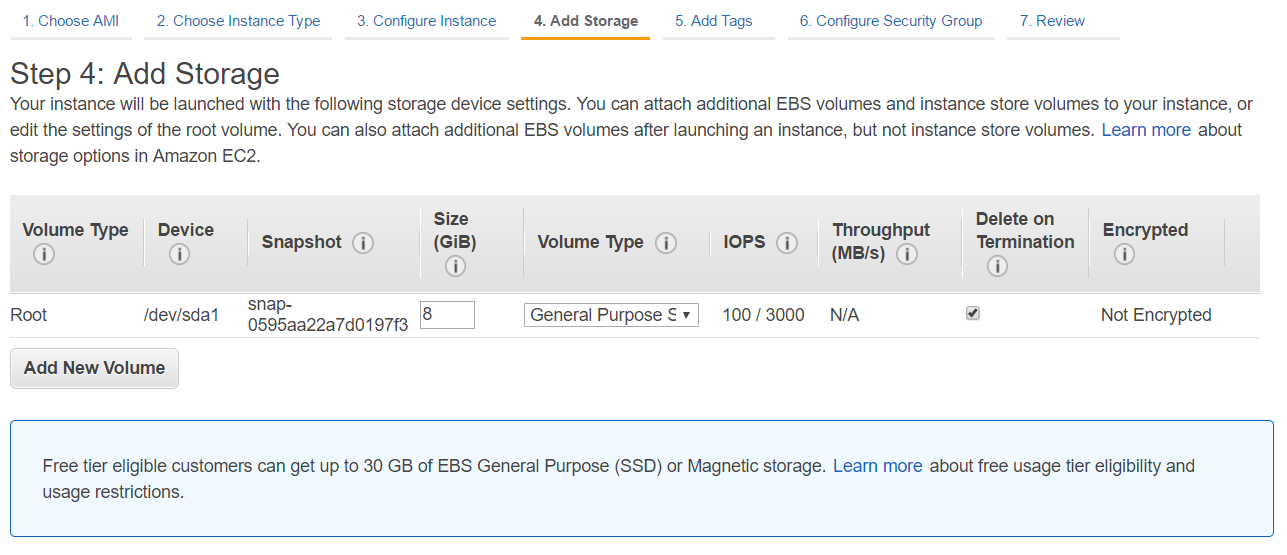 1. Choose AMI 2. Choose Instance Type 3. Configure Instance 4. Add Storage 5. Add Tags 6. Configure Security Group 7. Review
Step 4: Add Storage
Your instance will be launched with the following storage device settings. You can attach additional EBS volumes and instance store volumes to your instance, or
edit the settings of the root volume. You can also attach additional EBS volumes after launching an instance, but not instance store volumes. Learn more about
storage options in Amazon EC2.
Volume Type
Device
Snapshot
Size
(GiB)
Volume Type
IOPS
Throughput
(MB/s)
Delete on
Termination
Encrypted
Root
/dev/sda1
snap-
0595aa22a7d0197f3
8
General Purpose S
100 / 3000
N/A
Not Encrypted
Add New Volume
Free tier eligible customers can get up to 30 GB of EBS General Purpose (SSD) or Magnetic storage. Learn more about free usage tier eligibility and
usage restrictions.